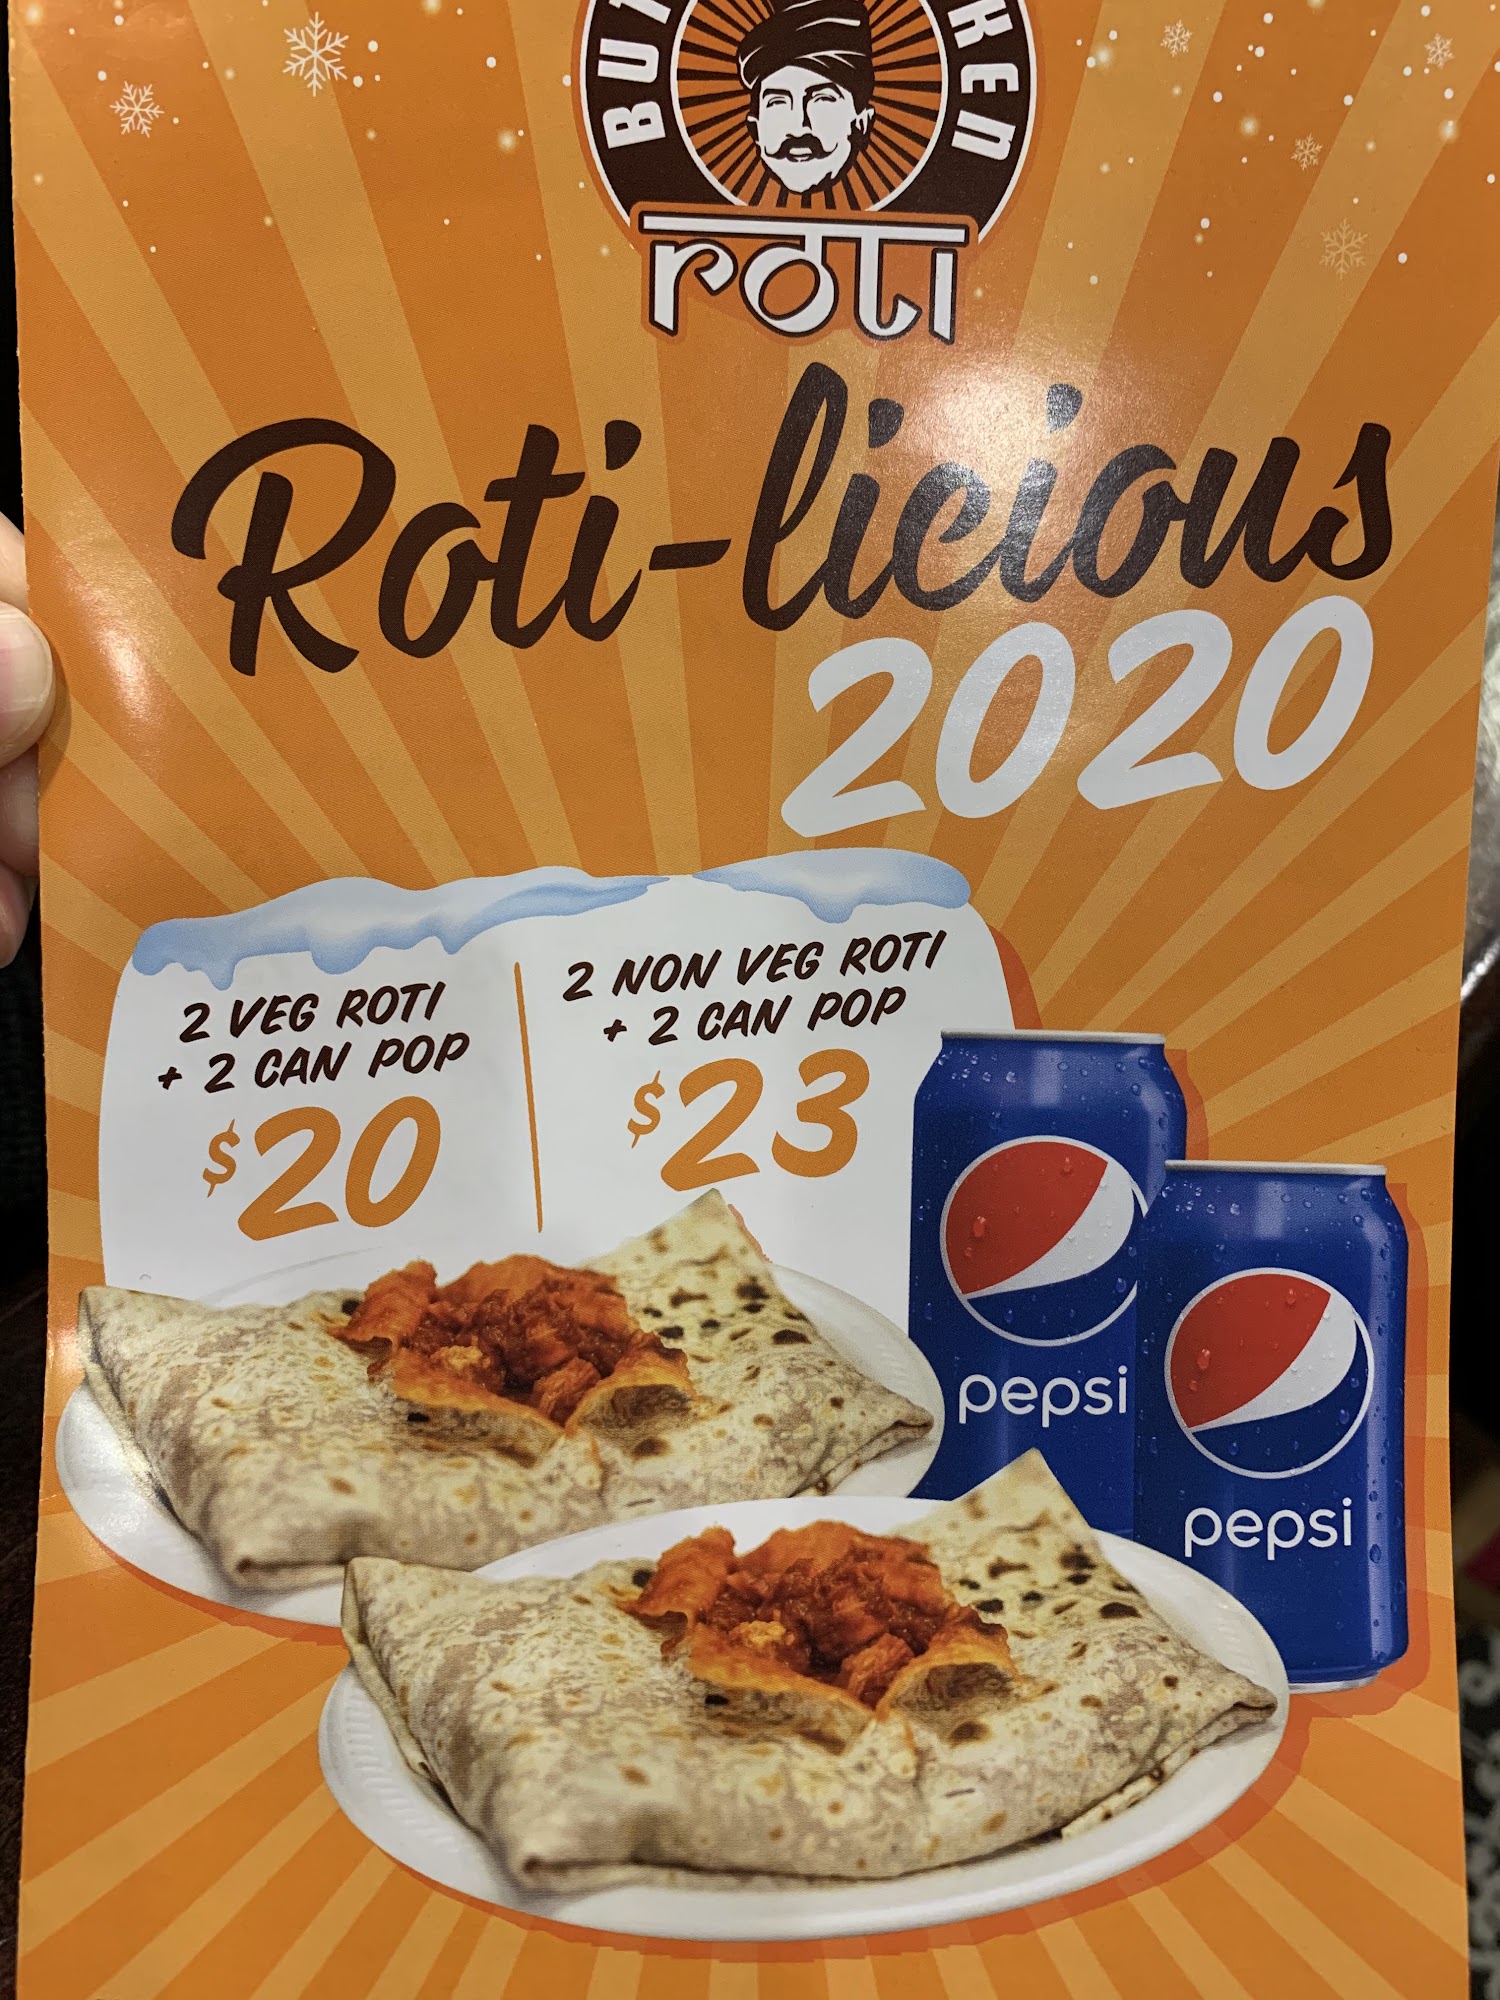 roti
Roti-licious
2020
2 VEG ROTI
+ 2 CAN POP
$20
2 NON VEG ROTI
+ 2 CAN POP
$23
pepsi
pepsi